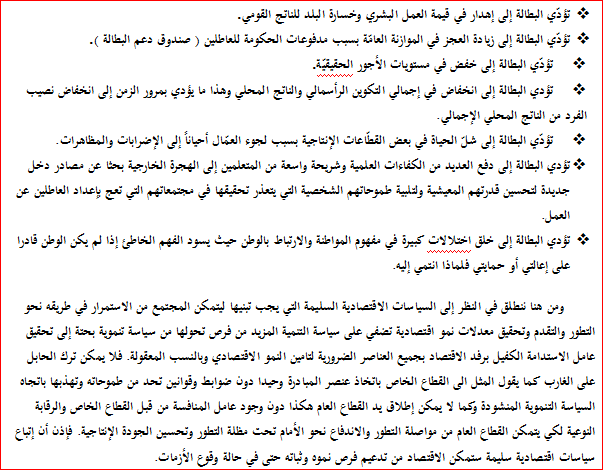 ❖ تؤدّي البطالة إلى إهدار في قيمة العمل البشري وخسارة البلد للناتج القومي.
❖ تؤدّي البطالة إلى زيادة العجز في الموازنة العامّة بسبب مدفوعات الحكومة للعاطلين ( صندوق دعم البطالة ).
❖ تؤدّي البطالة إلى خفض في مستويات الأجور الحقيقيّة.
❖ تؤدي البطالة إلى انخفاض في إجمالي التكوين الرأسمالي والناتج المحلي وهذا ما يؤدي بمرور الزمن إلى انخفاض نصيب
الفرد من الناتج المحلي الإجمالي.
❖ تؤدّي البطالة إلى شلّ الحياة في بعض القطّاعات الإنتاجية بسبب لجوء العمّال أحياناً إلى الإضرابات والمظاهرات.
❖ تؤدي البطالة إلى دفع العديد من الكفاءات العلمية وشريحة واسعة من المتعلمين إلى الهجرة الخارجية بحثا عن مصادر دخل
جديدة لتحسين قدرتهم المعيشية ولتلبية طموحاتهم الشخصية التي يتعذر تحقيقها في مجتمعاتهم التي تعج بإعداد العاطلين عن
العمل.
❖ تؤدي البطالة إلى خلق اختلالات كبيرة في مفهوم المواطنة والارتباط بالوطن حيث يسود الفهم الخاطئ إذا لم يكن الوطن قادرا
على إعالتي أو حمايتي فلماذا انتمي إليه.
ومن هنا ننطلق في النظر إلى السياسات الاقتصادية السليمة التي يجب تبنيها ليتمكن المجتمع من الاستمرار في طريقه نحو
التطور والتقدم وتحقيق معدلات نمو اقتصادية تضفي على سياسة التنمية المزيد من فرص تحولها من سياسة تنموية بحتة إلى تحقيق
عامل الاستدامة الكفيل برفد الاقتصاد بجميع العناصر الضرورية لتامين النمو الاقتصادي وبالنسب المعقولة. فلا يمكن ترك الحابل
على الغارب كما يقول المثل الى القطاع الخاص باتخاذ عنصر المبادرة وحيدا دون ضوابط وقوانين تحد من طموحاته وتهذبها باتجاه
السياسة التنموية المنشودة وكما لا يمكن إطلاق يد القطاع العام هكذا دون وجود عامل المنافسة من قبل القطاع الخاص والرقابة
النوعية لكي يتمكن القطاع العام من مواصلة التطور والاندفاع نحو الأمام تحت مظلة التطور وتحسين الجودة الإنتاجية. فإذن أن إتباع
سياسات اقتصادية سليمة ستمكن الاقتصاد من تدعيم فرص نموه وثباته حتى في حالة وقوع الأزمات.